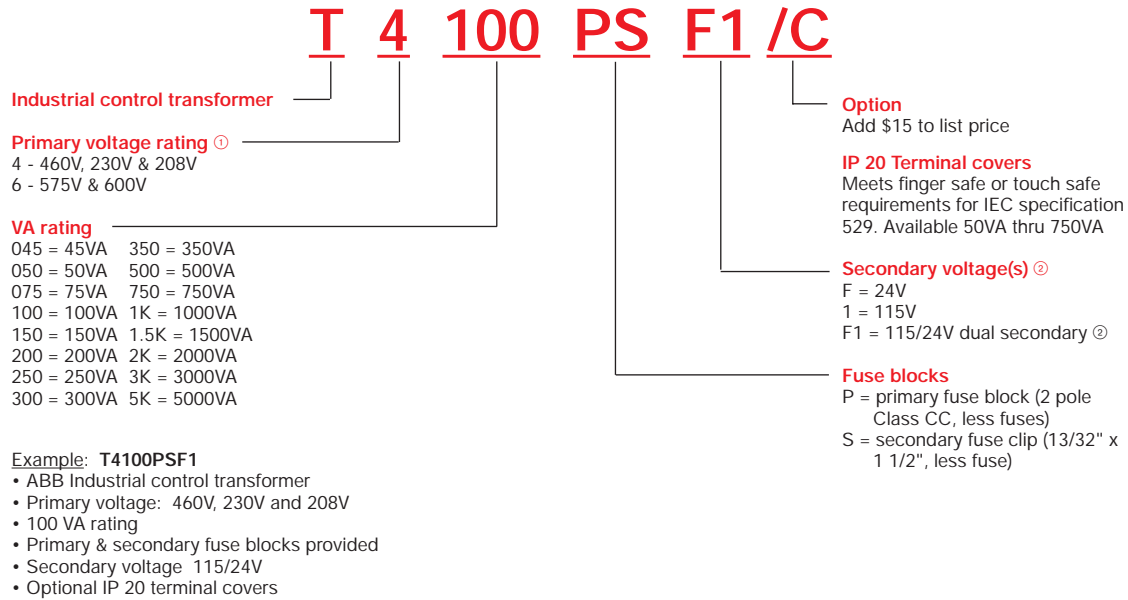 T 4 100 PS F1 /C
Industrial control transformer
Primary voltage rating ①
4 - 460V, 230V & 208V
6 - 575V & 600V
VA rating
045 = 45VA 350 = 350VA
050 = 50VA 500 = 500VA
075 = 75VA 750 = 750VA
100 = 100VA 1K = 1000VA
150 = 150VA 1.5K = 1500VA
200 = 200VA 2K = 2000VA
250 = 250VA 3K = 3000VA
300 = 300VA 5K = 5000VA
Example: T4100PSF1
• ABB Industrial control transformer
• Primary voltage: 460V, 230V and 208V
• 100 VA rating
• Primary & secondary fuse blocks provided
• Secondary voltage 115/24V
• Optional IP 20 terminal covers
Option
Add $15 to list price
IP 20 Terminal covers
Meets finger safe or touch safe
requirements for IEC specification
529. Available 50VA thru 750VA
Secondary voltage(s) ②
F = 24V
1 = 115V
F1 = 115/24V dual secondary ②
Fuse blocks
P = primary fuse block (2 pole
Class CC, less fuses)
S = secondary fuse clip (13/32" x
1 1/2", less fuse)